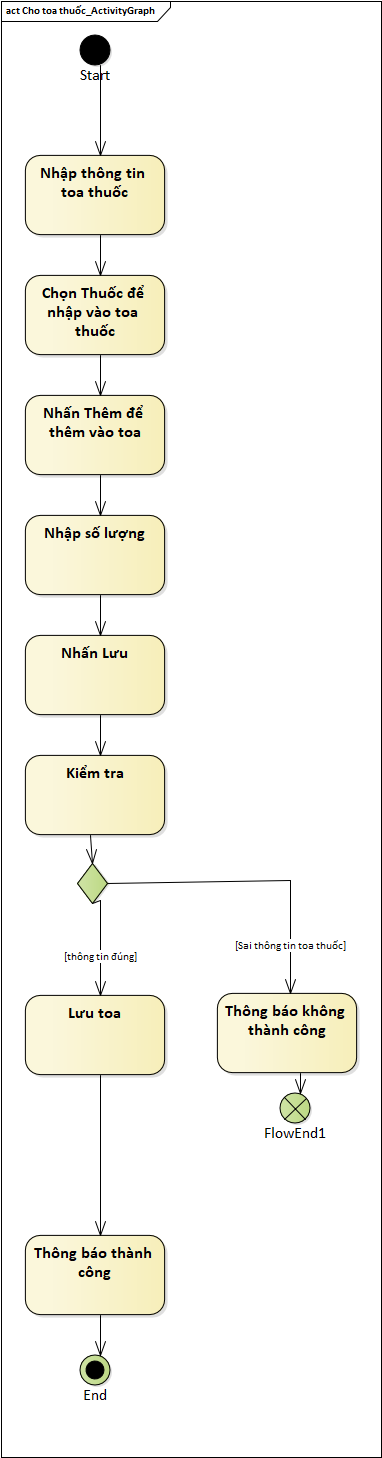 act Cho toa thuốc_ActivityGraph
Start
Nhập thông tin
toa thuốc
Chọn Thuốc để
nhập vào toa
thuốc
Nhấn Thêm để
thêm vào toa
Nhập số lượng
Nhấn Lưu
Kiểm tra
[Sai thông tin toa thuốc]
[thông tin đúng]
Lưu toa
Thông báo không
thành công
FlowEnd1
Thông báo thành
công
End